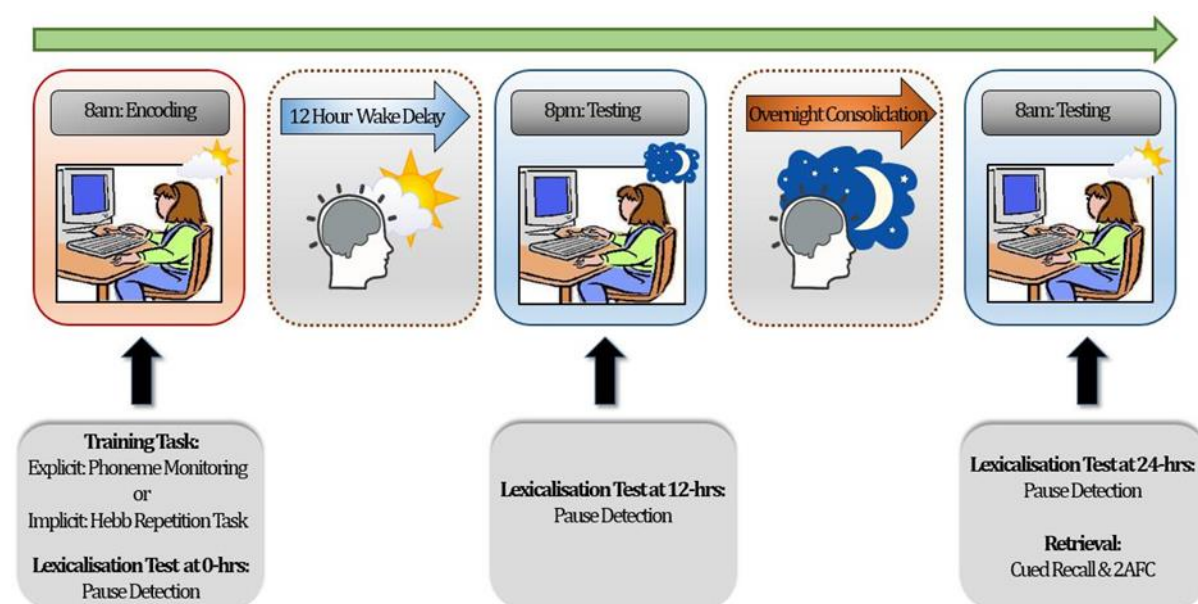 8am: Encoding
12 Hour Wake Delay
8pm: Testing
Overnight Consolidation
8am: Testing
Training Task:
Explicit: Phoneme Monitoring
or
Implicit: Hebb Repetition Task
Lexicalisation Test at 0-hrs:
Pause Detection
Lexicalisation Test at 12-hrs:
Pause Detection
Lexicalisation Test at 24-hrs:
Pause Detection
Retrieval:
Cued Recall & 2AFC